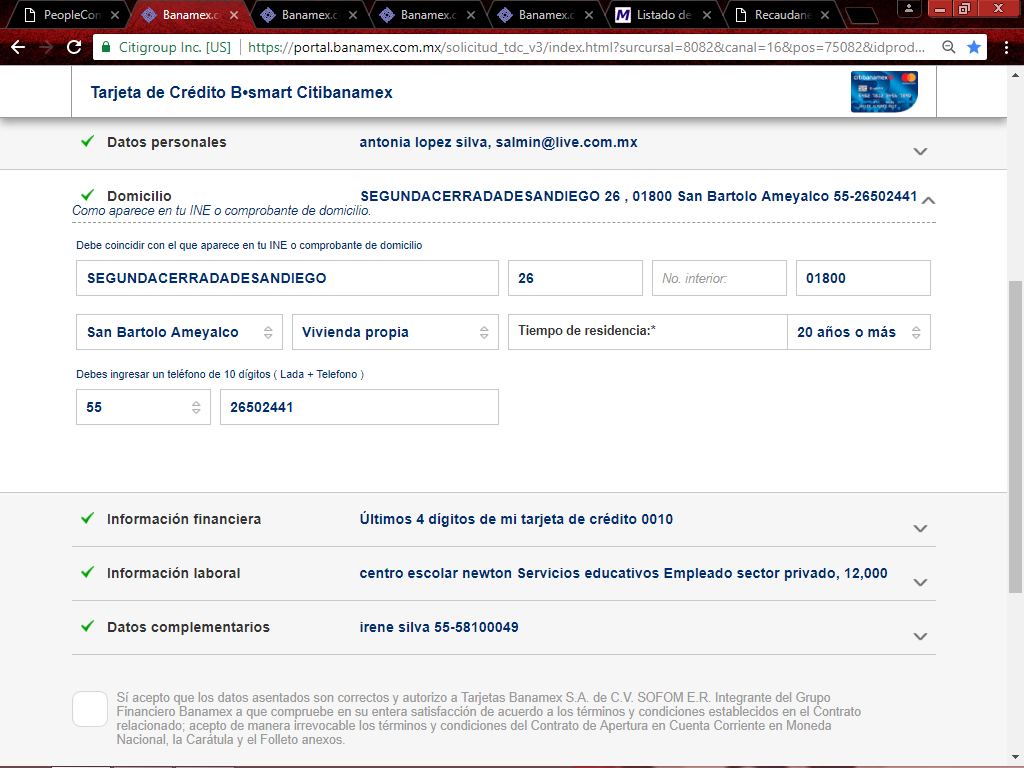 PeopleCon
Banamex.c
Banamex.c
Banamex.c
Banamex.c
Listado de
Recaudane
Citigroup Inc. [US]
https://portal.banamex.com.mx/solicitud_tdc_v3/index.html?surcursal=8082&canal=16&pos=75082&idprod...
Tarjeta de Crédito B•smart Citibanamex
citibanamex
Datos personales
antonia lopez silva, salmin@live.com.mx
Domicilio
SEGUNDACERRADADESANDIEGO 26 , 01800 San Bartolo Ameyalco 55-26502441
Como aparece en tu INE o comprobante de domicilio.
Debe coincidir con el que aparece en tu INE o comprobante de domicilio
SEGUNDACERRADADESANDIEGO
26
No. interior:
01800
San Bartolo Ameyalco
Vivienda propia
Tiempo de residencia:*
20 años o más
Debes ingresar un teléfono de 10 dígitos ( Lada + Telefono )
55
26502441
Información financiera
Últimos 4 dígitos de mi tarjeta de crédito 0010
Información laboral
centro escolar newton Servicios educativos Empleado sector privado, 12,000
Datos complementarios
irene silva 55-58100049
Sí acepto que los datos asentados son correctos y autorizo a Tarjetas Banamex S.A. de C.V. SOFOM E.R. Integrante del Grupo
Financiero Banamex a que compruebe en su entera satisfacción de acuerdo a los términos y condiciones establecidos en el Contrato
relacionado; acepto de manera irrevocable los términos y condiciones del Contrato de Apertura en Cuenta Corriente en Moneda
Nacional, la Carátula y el Folleto anexos.